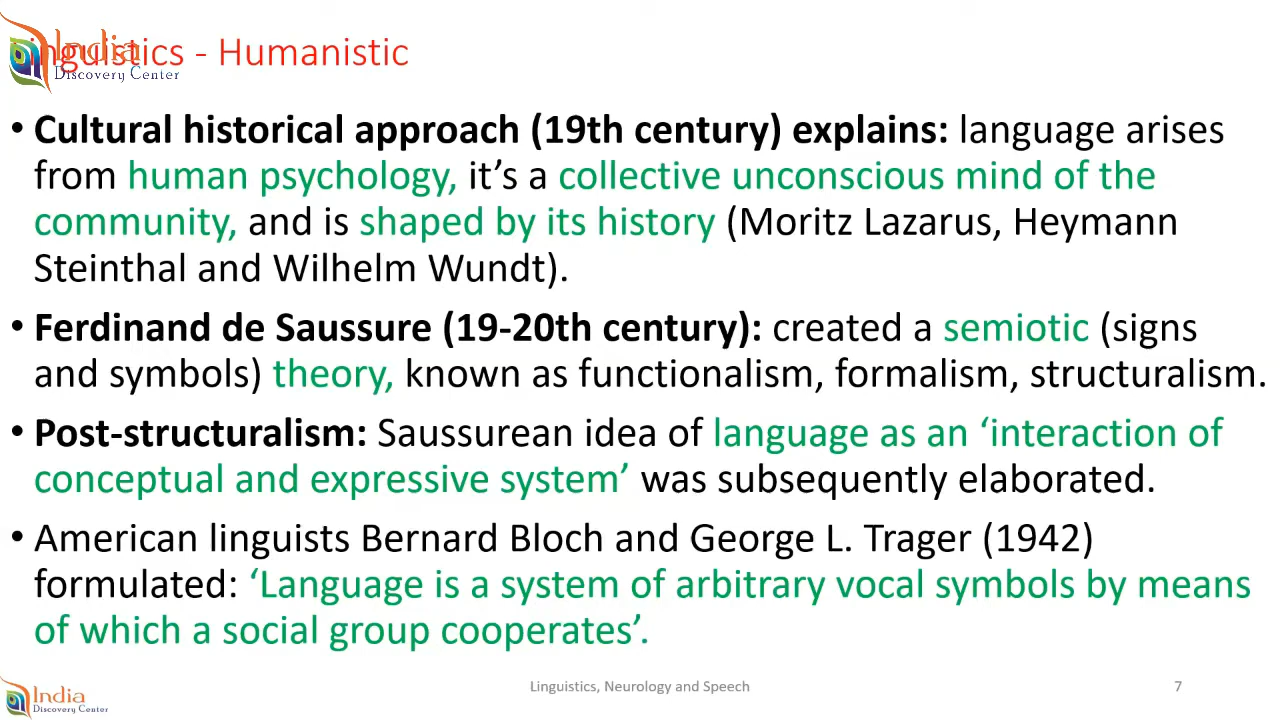 Linguistics - Humanistic
India
Discovery Center
• Cultural historical approach (19th century) explains: language arises
from human psychology, it’s a collective unconscious mind of the
community, and is shaped by its history (Moritz Lazarus, Heymann
Steinthal and Wilhelm Wundt).
• Ferdinand de Saussure (19-20th century): created a semiotic (signs
and symbols) theory, known as functionalism, formalism, structuralism.
• Post-structuralism: Saussurean idea of language as an ‘interaction of
conceptual and expressive system’ was subsequently elaborated.
• American linguists Bernard Bloch and George L. Trager (1942)
formulated: ‘Language is a system of arbitrary vocal symbols by means
of which a social group cooperates’.
India
Discovery Center
Linguistics, Neurology and Speech
7